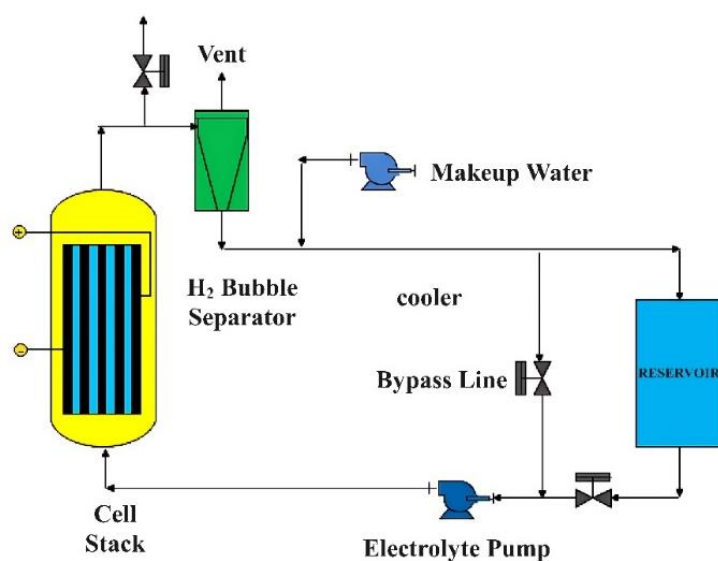 Vent
Makeup Water
+
H₂ Bubble
Separator
cooler
−
Bypass Line
RESERVOIR
Cell
Stack
Electrolyte Pump